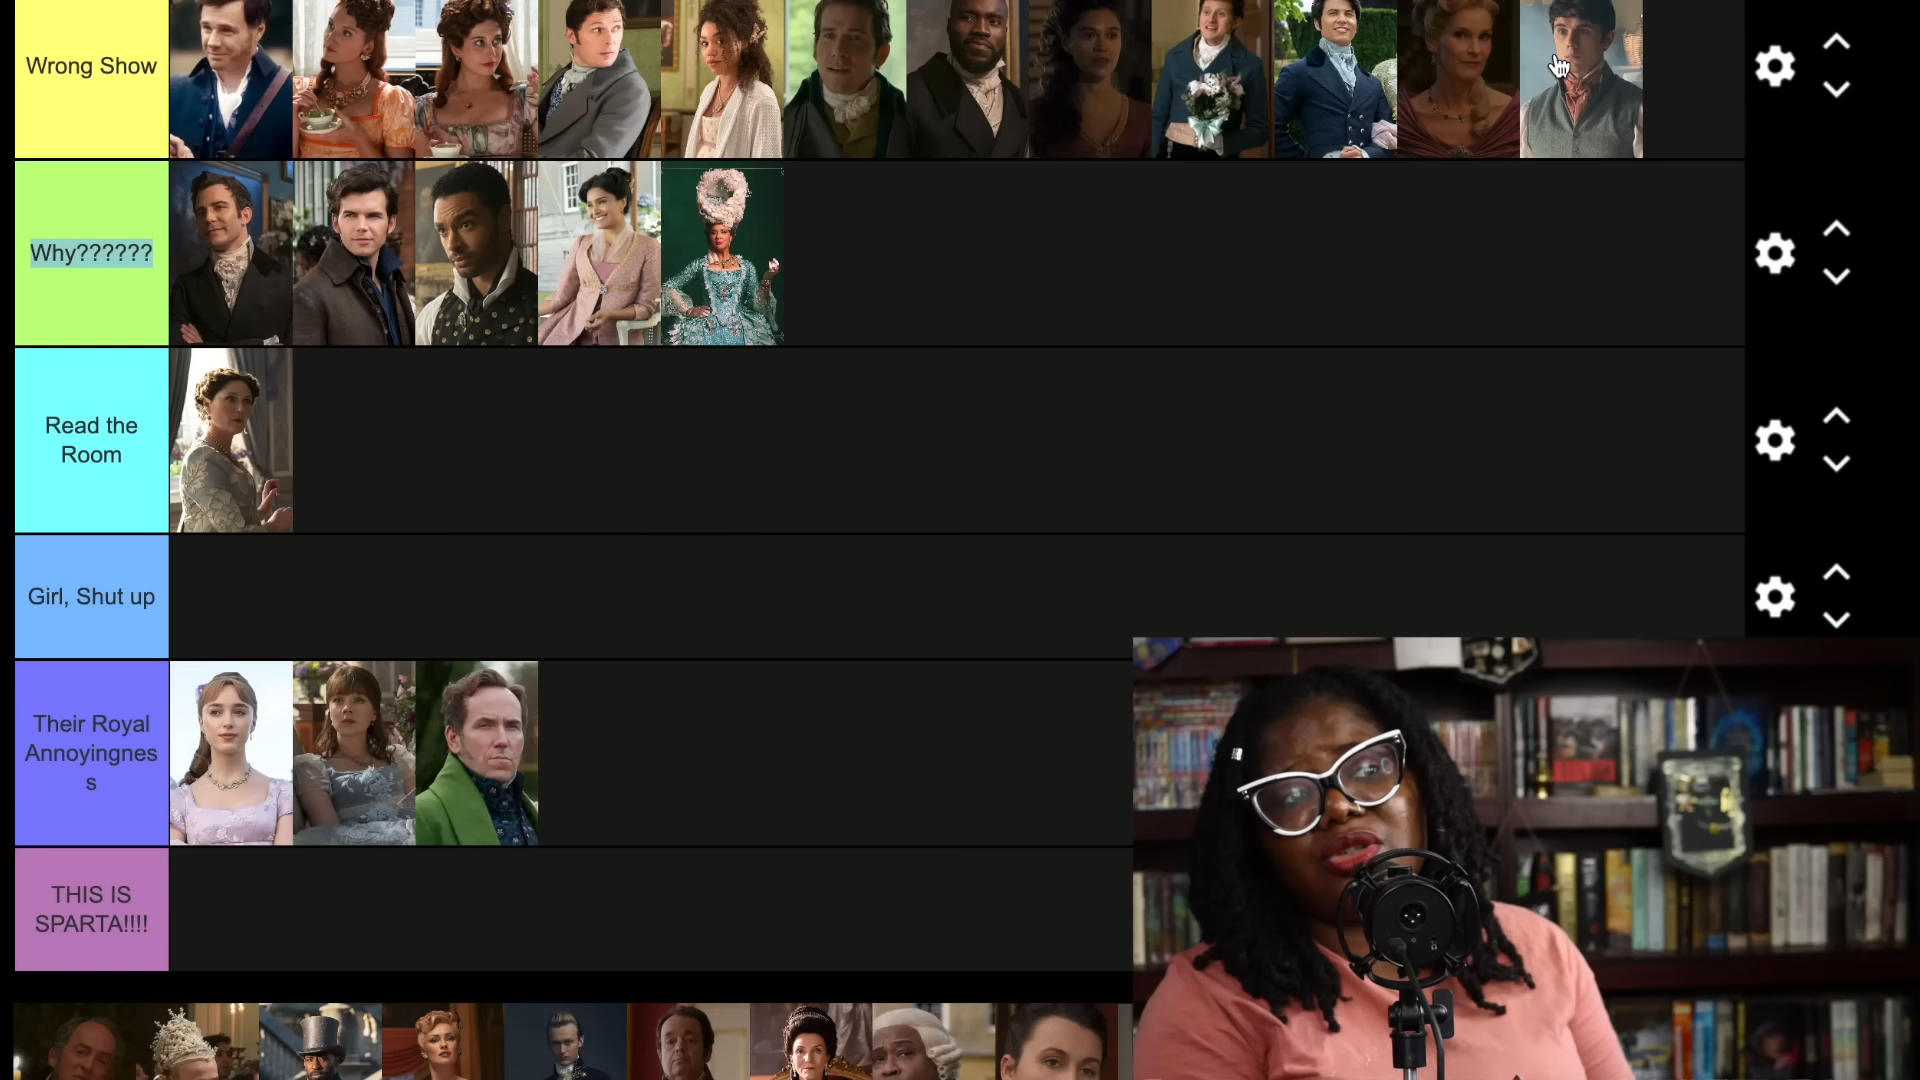 Wrong Show
Why??????
Read the
Room
Girl, Shut up
Their Royal
Annoyingnes
s
THIS IS
SPARTA!!!!